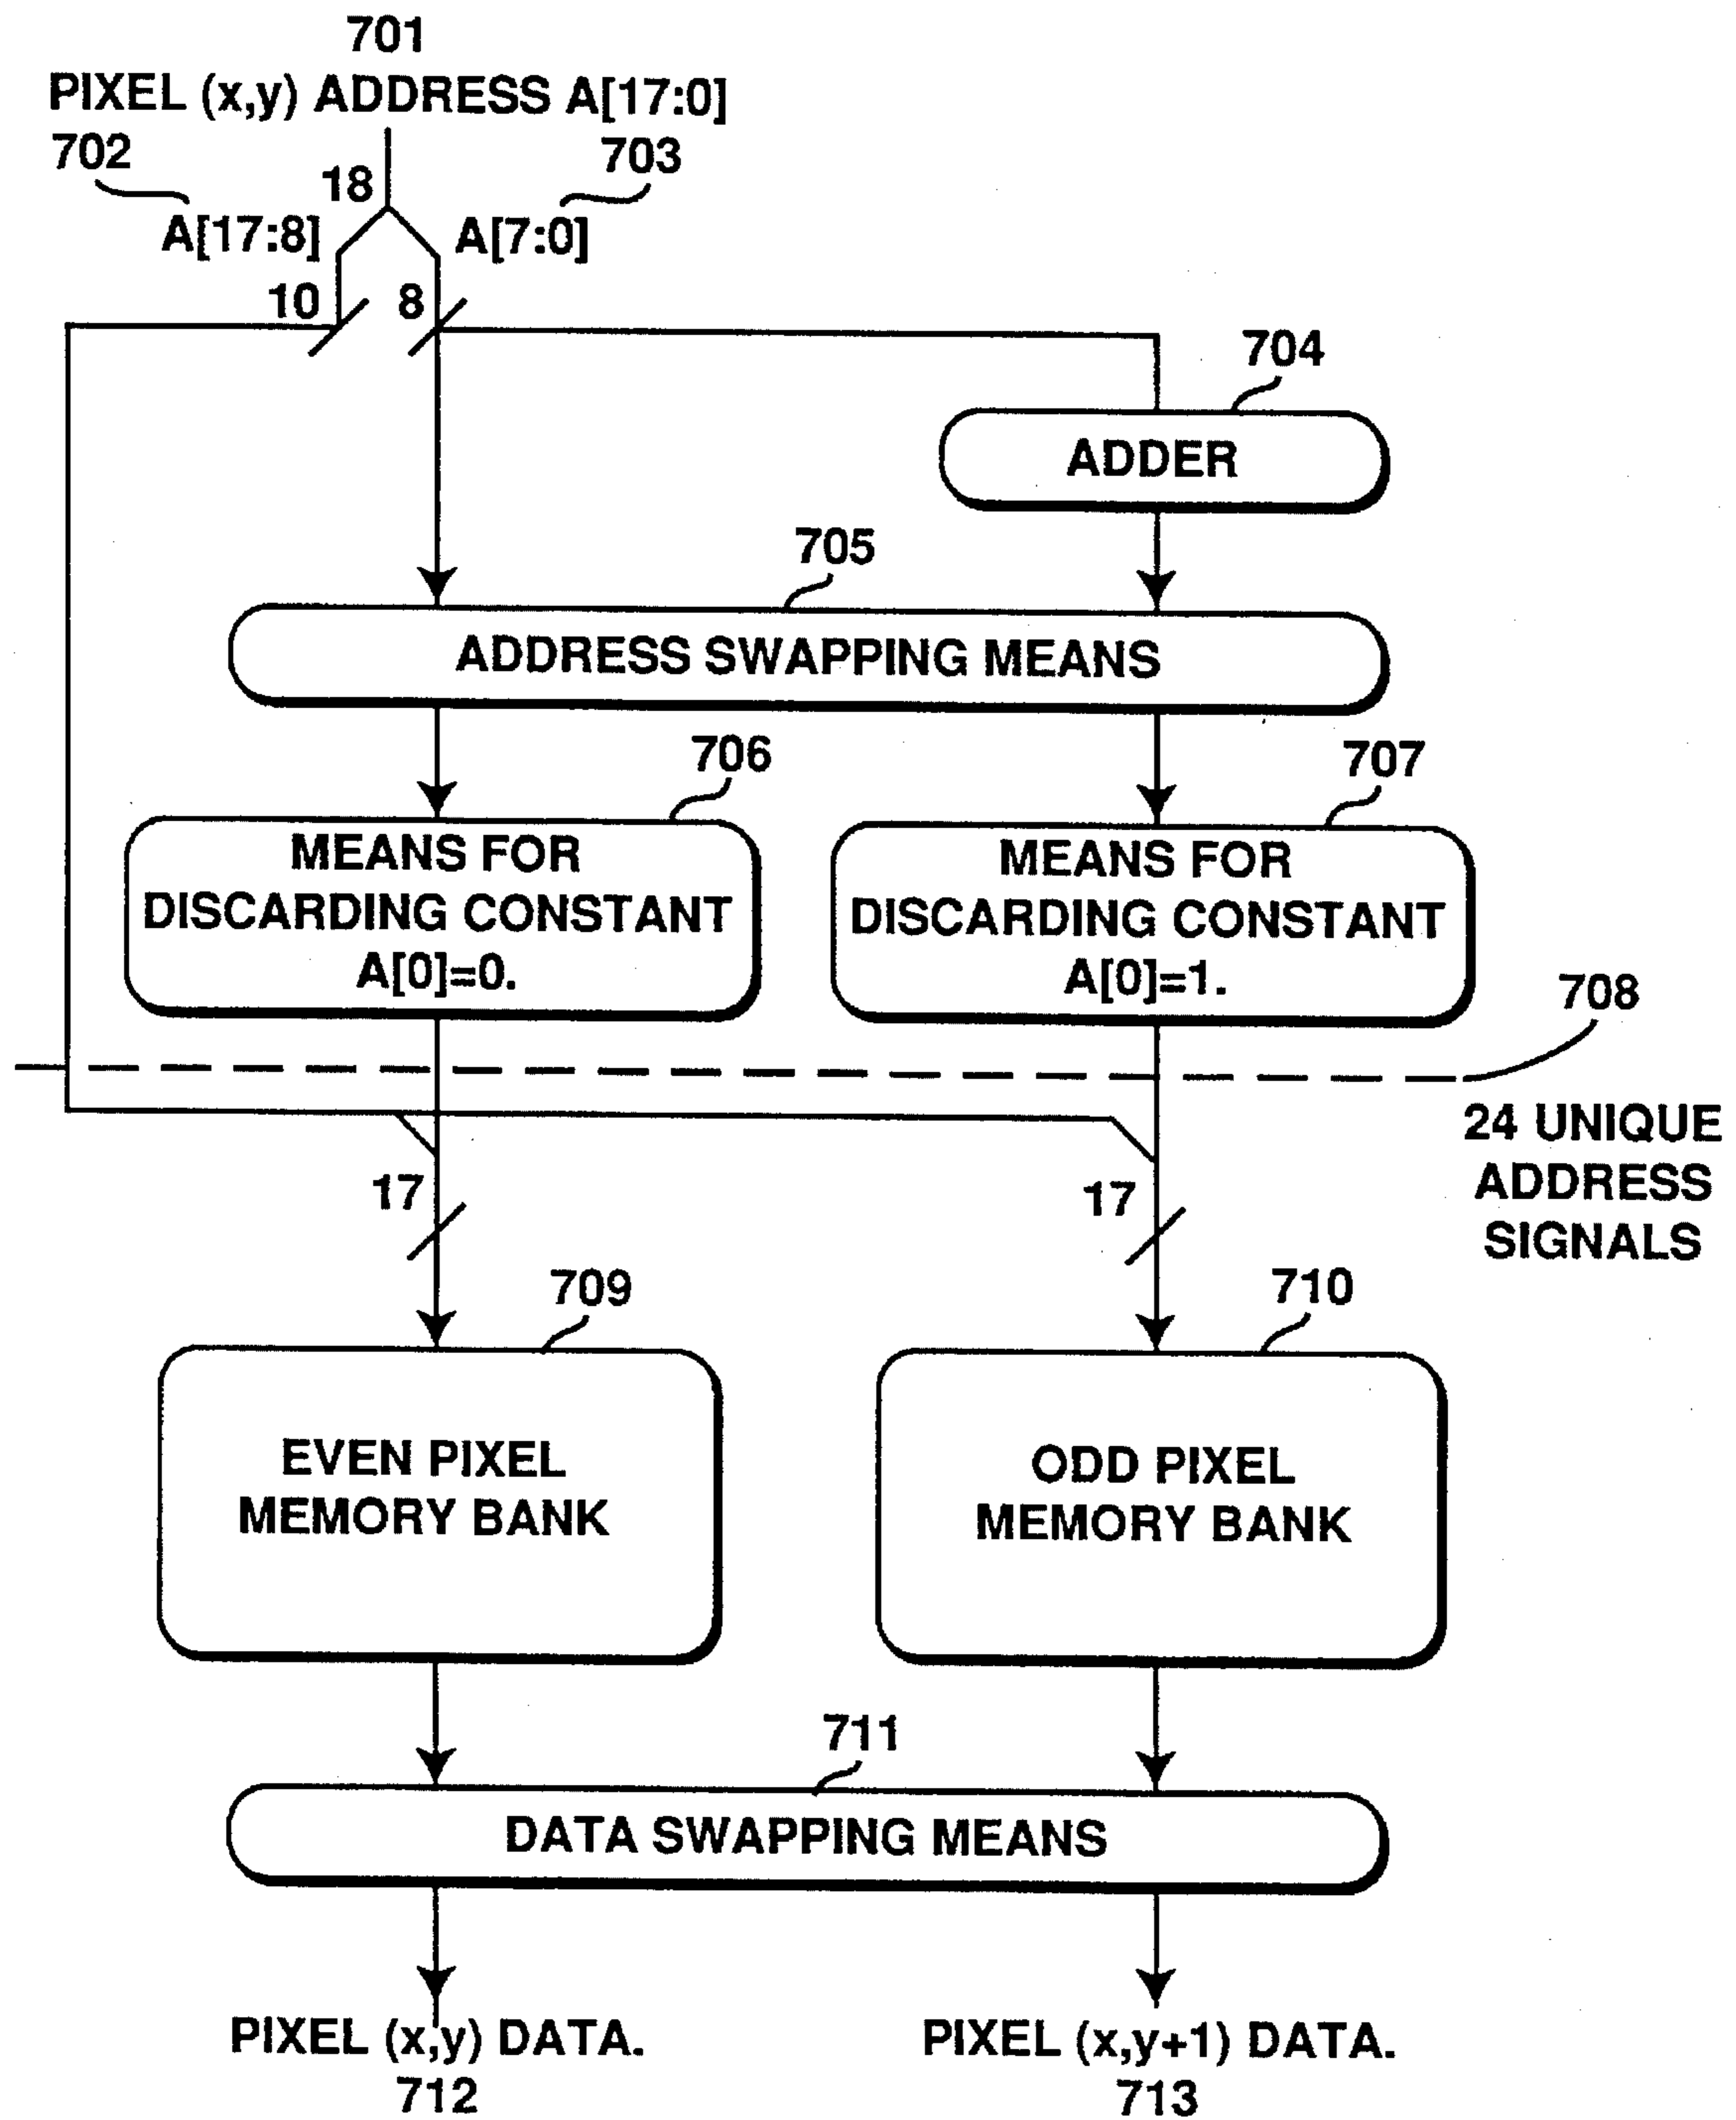 701
PIXEL (x,y) ADDRESS A[17:0]
702
703
18
A[17:8]
A[7:0]
10
8
704
ADDER
705
ADDRESS SWAPPING MEANS
706
707
MEANS FOR
DISCARDING CONSTANT
A[0]=0.
MEANS FOR
DISCARDING CONSTANT
A[0]=1.
708
24 UNIQUE
ADDRESS
SIGNALS
17
17
709
710
EVEN PIXEL
MEMORY BANK
ODD PIXEL
MEMORY BANK
711
DATA SWAPPING MEANS
PIXEL (x,y) DATA.
712
PIXEL (x,y+1) DATA.
713